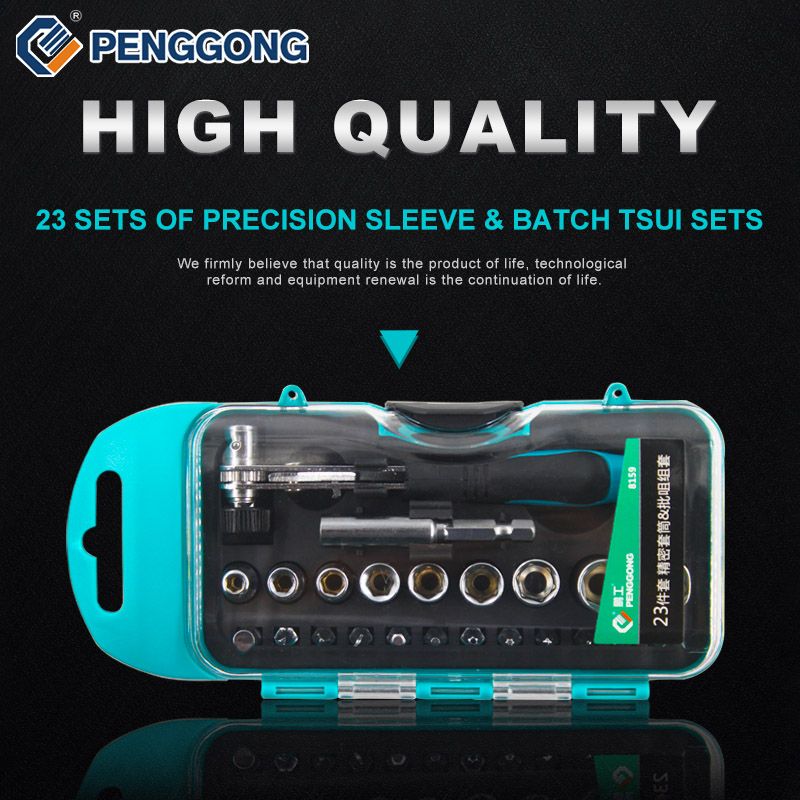 ®
PENGGONG
HIGH QUALITY
23 SETS OF PRECISION SLEEVE & BATCH TSUI SETS
We firmly believe that quality is the product of life, technological
reform and equipment renewal is the continuation of life.
8159
鹏工
PENGGONG
23件套 精密套筒&批咀组套